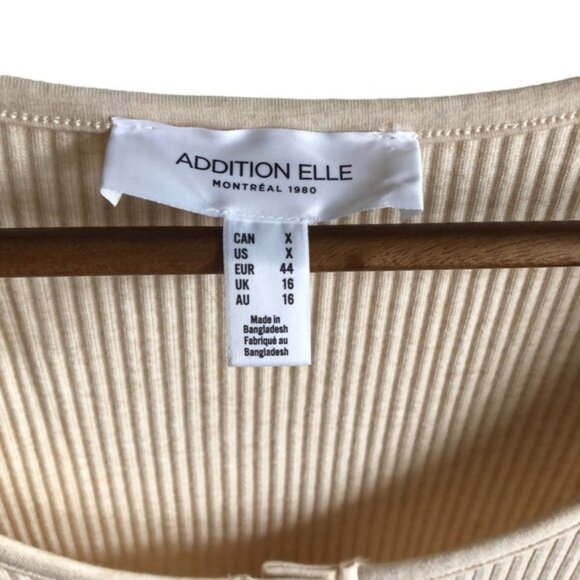 ADDITION ELLE
MONTRÉAL 1980
CAN X
US X
EUR 44
UK 16
AU 16
Made in
Bangladesh
Fabriqué au
Bangladesh